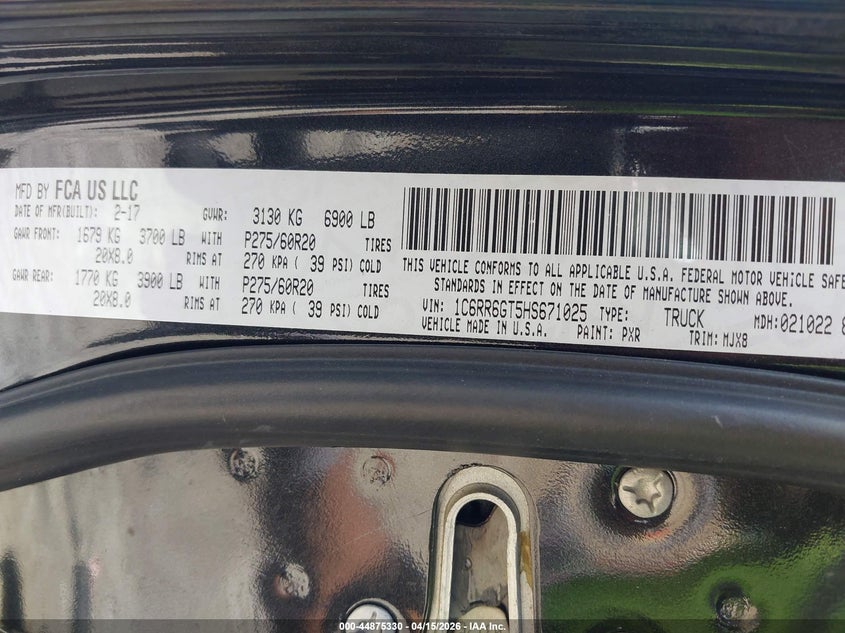 MFD BY FCA US LLC
DATE OF MFR(BUILT): 2-17 GVWR: 3130 KG 6900 LB
GAWR FRONT: 1679 KG 3700 LB WITH P275/60R20 TIRES
20X8.0 RIMS AT 270 KPA ( 39 PSI) COLD
GAWR REAR: 1770 KG 3900 LB WITH P275/60R20 TIRES
20X8.0 RIMS AT 270 KPA ( 39 PSI) COLD
THIS VEHICLE CONFORMS TO ALL APPLICABLE U.S.A. FEDERAL MOTOR VEHICLE SAFE
STANDARDS IN EFFECT ON THE DATE OF MANUFACTURE SHOWN ABOVE.
VIN: 1C6RR6GT5HS671025 TYPE: TRUCK MDH:021022 8
VEHICLE MADE IN U.S.A. PAINT: PXR TRIM: MJX8
000-44875330 - 04/15/2026 - IAA Inc.